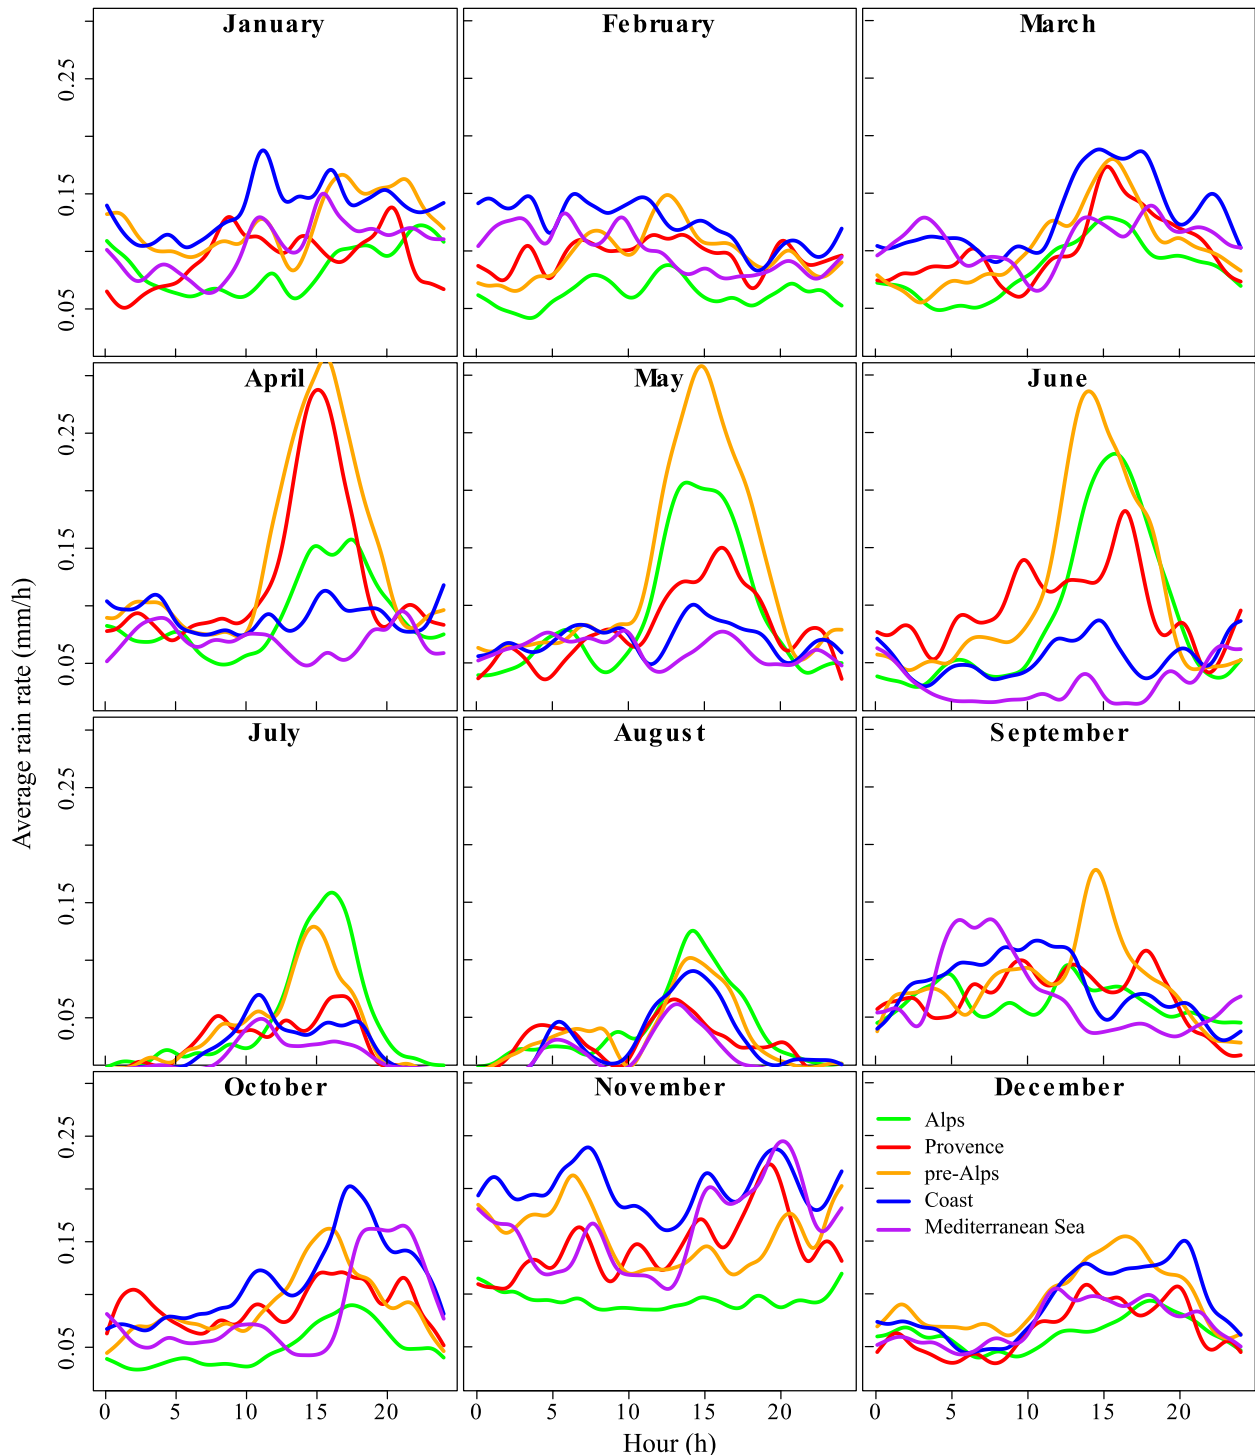 January February March
0.25
0.15
0.05
April May June
0.25
0.15
0.05
Average rain rate (mm/h)
July August September
0.25
0.15
0.05
October November December
0.25
0.15
0.05
Alps
Provence
pre-Alps
Coast
Mediterranean Sea
0 5 10 15 20 0 5 10 15 20 0 5 10 15 20
Hour (h)